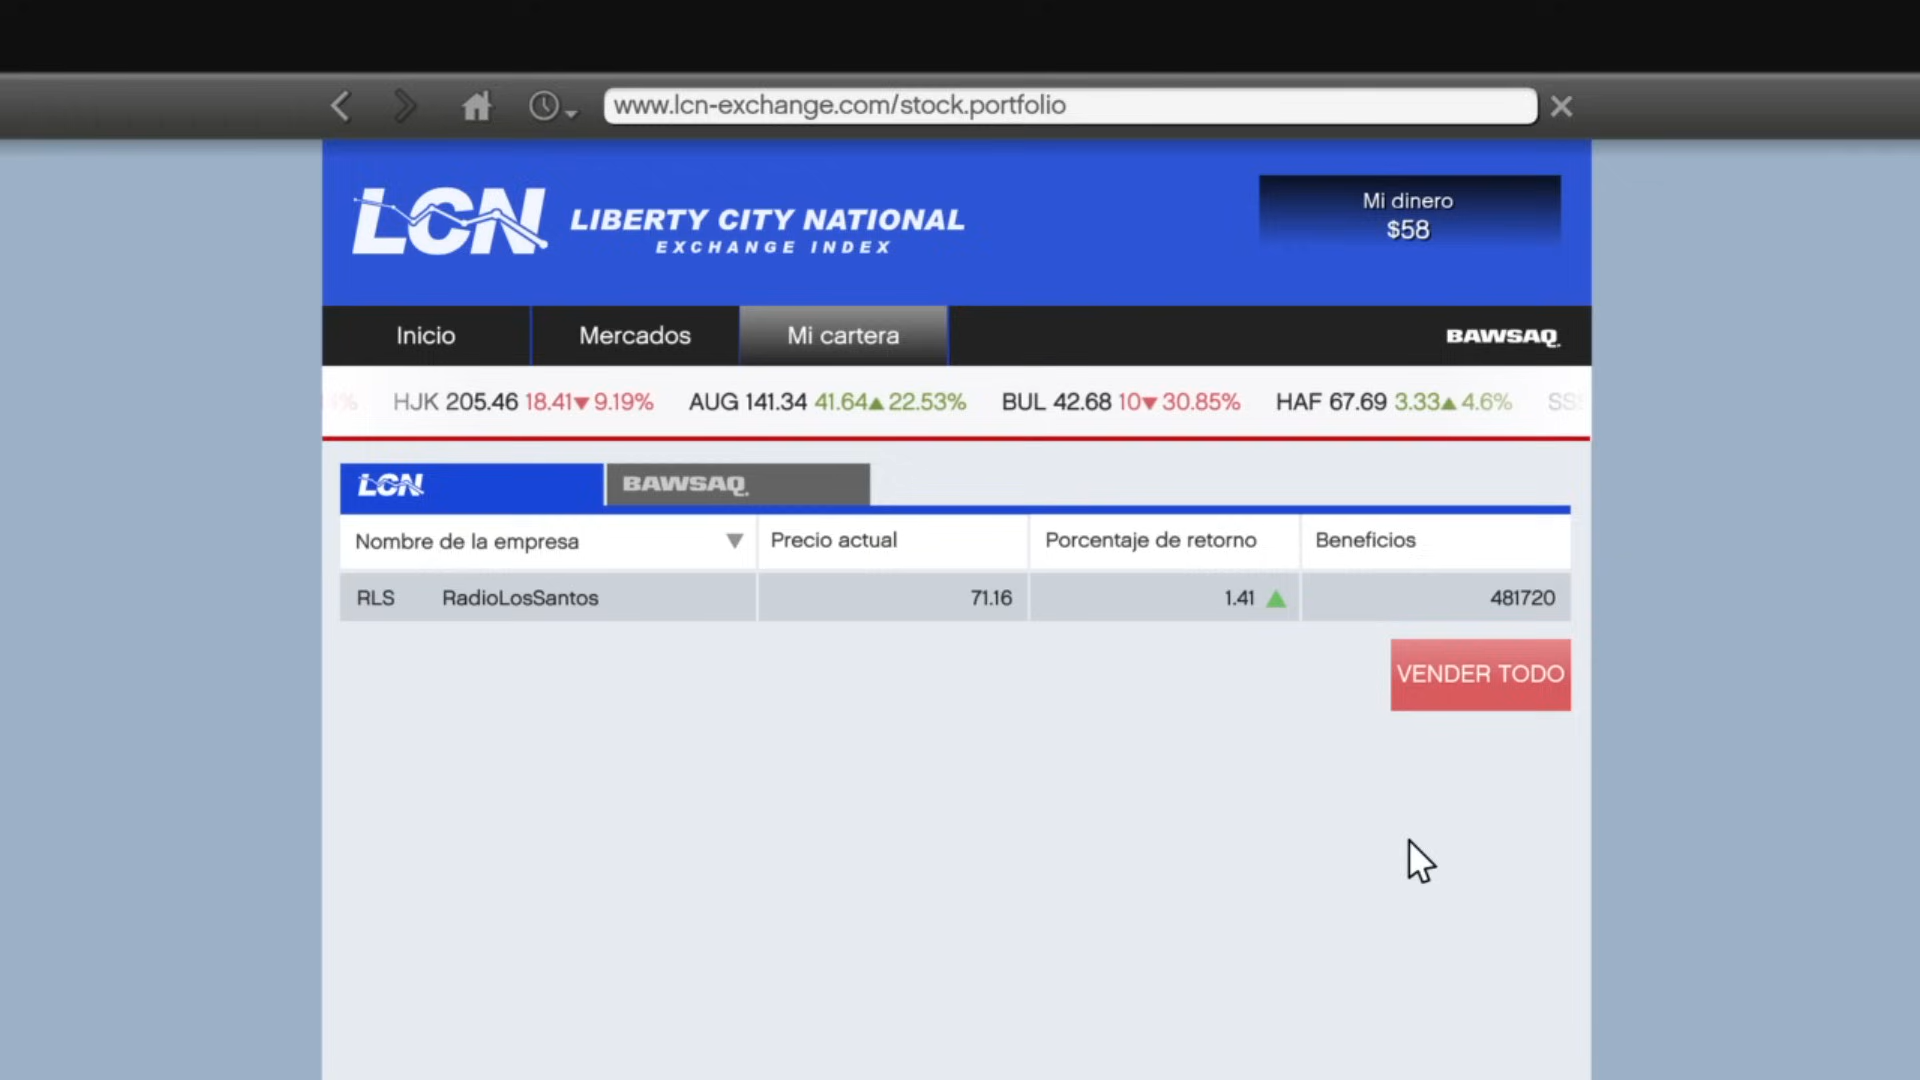 www.lcn-exchange.com/stock.portfolio
LCN LIBERTY CITY NATIONAL
EXCHANGE INDEX
Mi dinero
$58
Inicio Mercados Mi cartera BAWSAQ
HJK 205.46 18.41▼9.19% AUG 141.34 41.64▲22.53% BUL 42.68 10▼30.85% HAF 67.69 3.33▲4.6%
LCN BAWSAQ
Nombre de la empresa ▼ Precio actual Porcentaje de retorno Beneficios
RLS RadioLosSantos 71.16 1.41 ▲ 481720
VENDER TODO